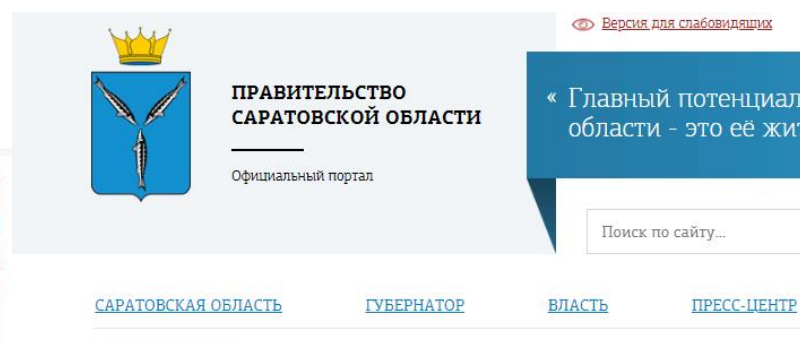 Версия для слабовидящих
ПРАВИТЕЛЬСТВО
САРАТОВСКОЙ ОБЛАСТИ
Официальный портал
« Главный потенциал
области - это её
Поиск по сайту...
САРАТОВСКАЯ ОБЛАСТЬ ГУБЕРНАТОР ВЛАСТЬ ПРЕСС-ЦЕНТР